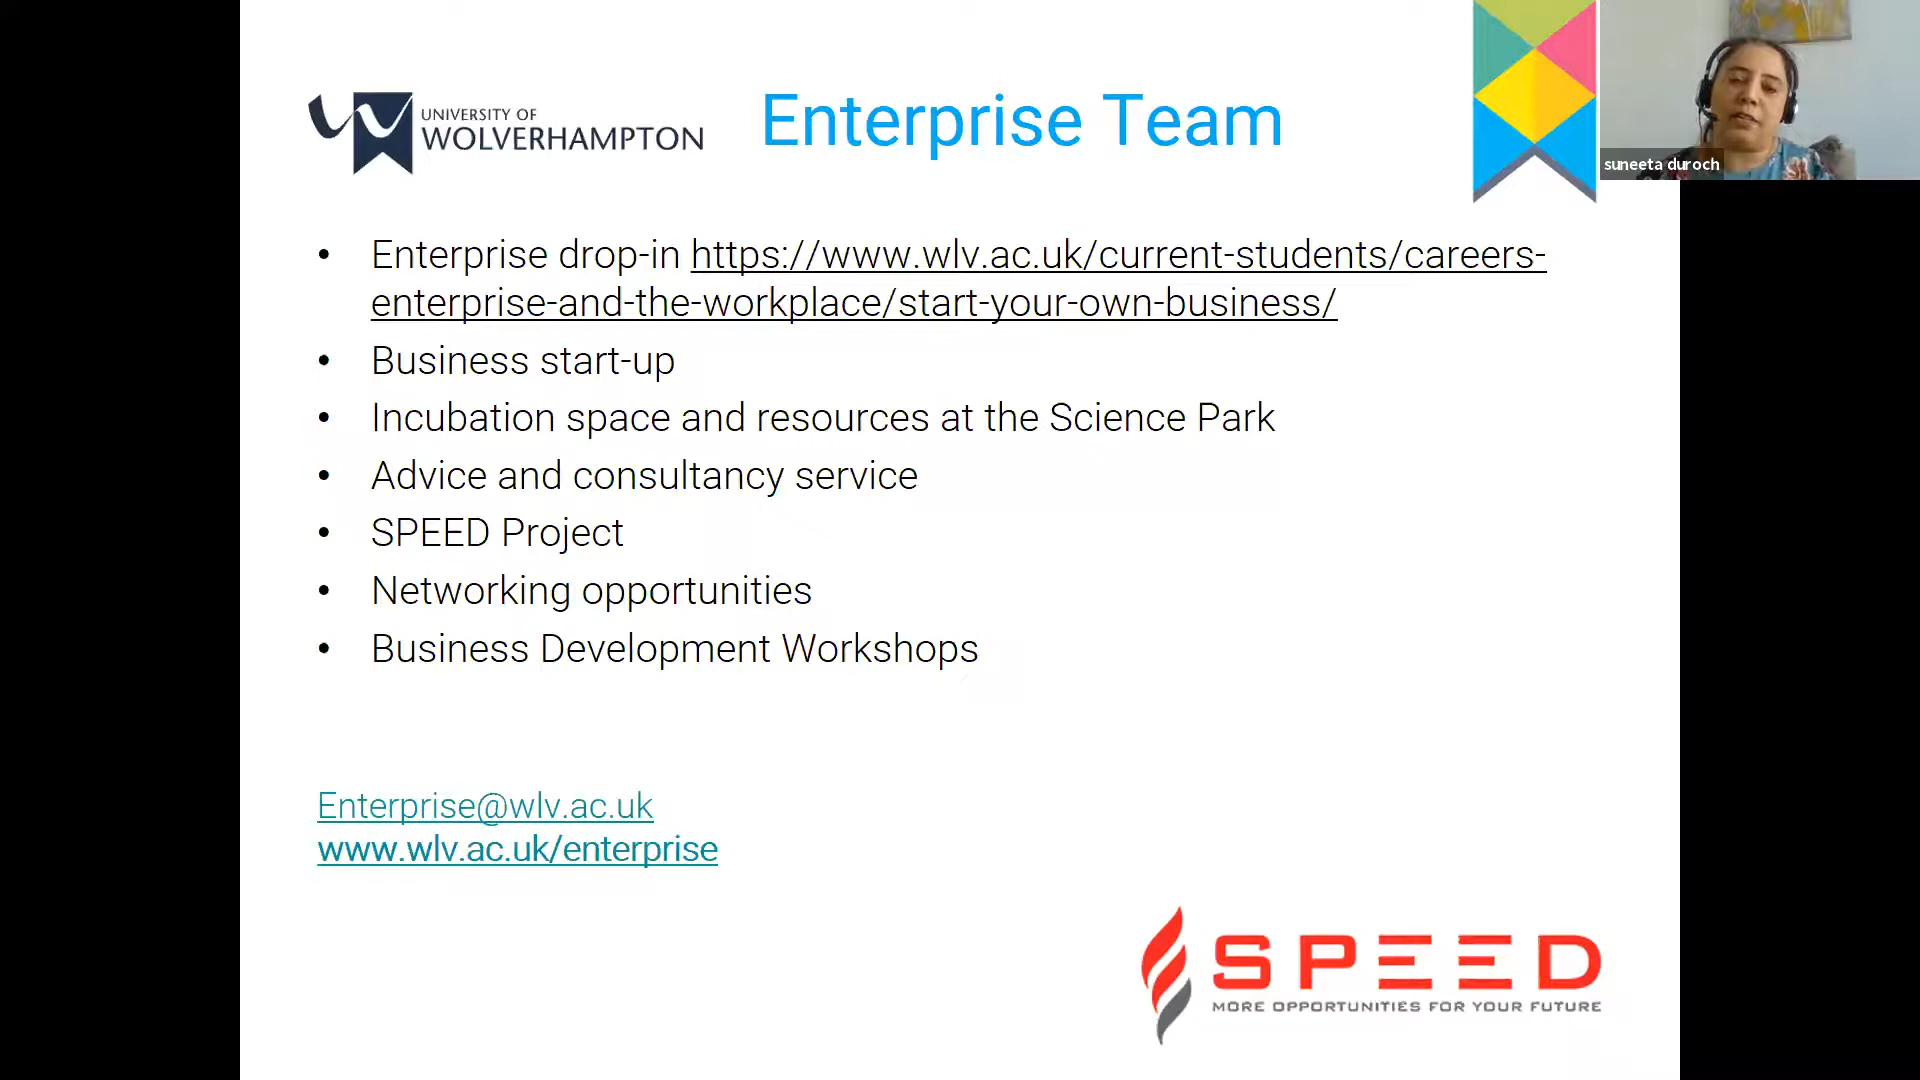 UNIVERSITY OF
WOLVERHAMPTON
Enterprise Team
suneeta duroch
• Enterprise drop-in https://www.wlv.ac.uk/current-students/careers-
enterprise-and-the-workplace/start-your-own-business/
• Business start-up
• Incubation space and resources at the Science Park
• Advice and consultancy service
• SPEED Project
• Networking opportunities
• Business Development Workshops
Enterprise@wlv.ac.uk
www.wlv.ac.uk/enterprise
SPEED
MORE OPPORTUNITIES FOR YOUR FUTURE